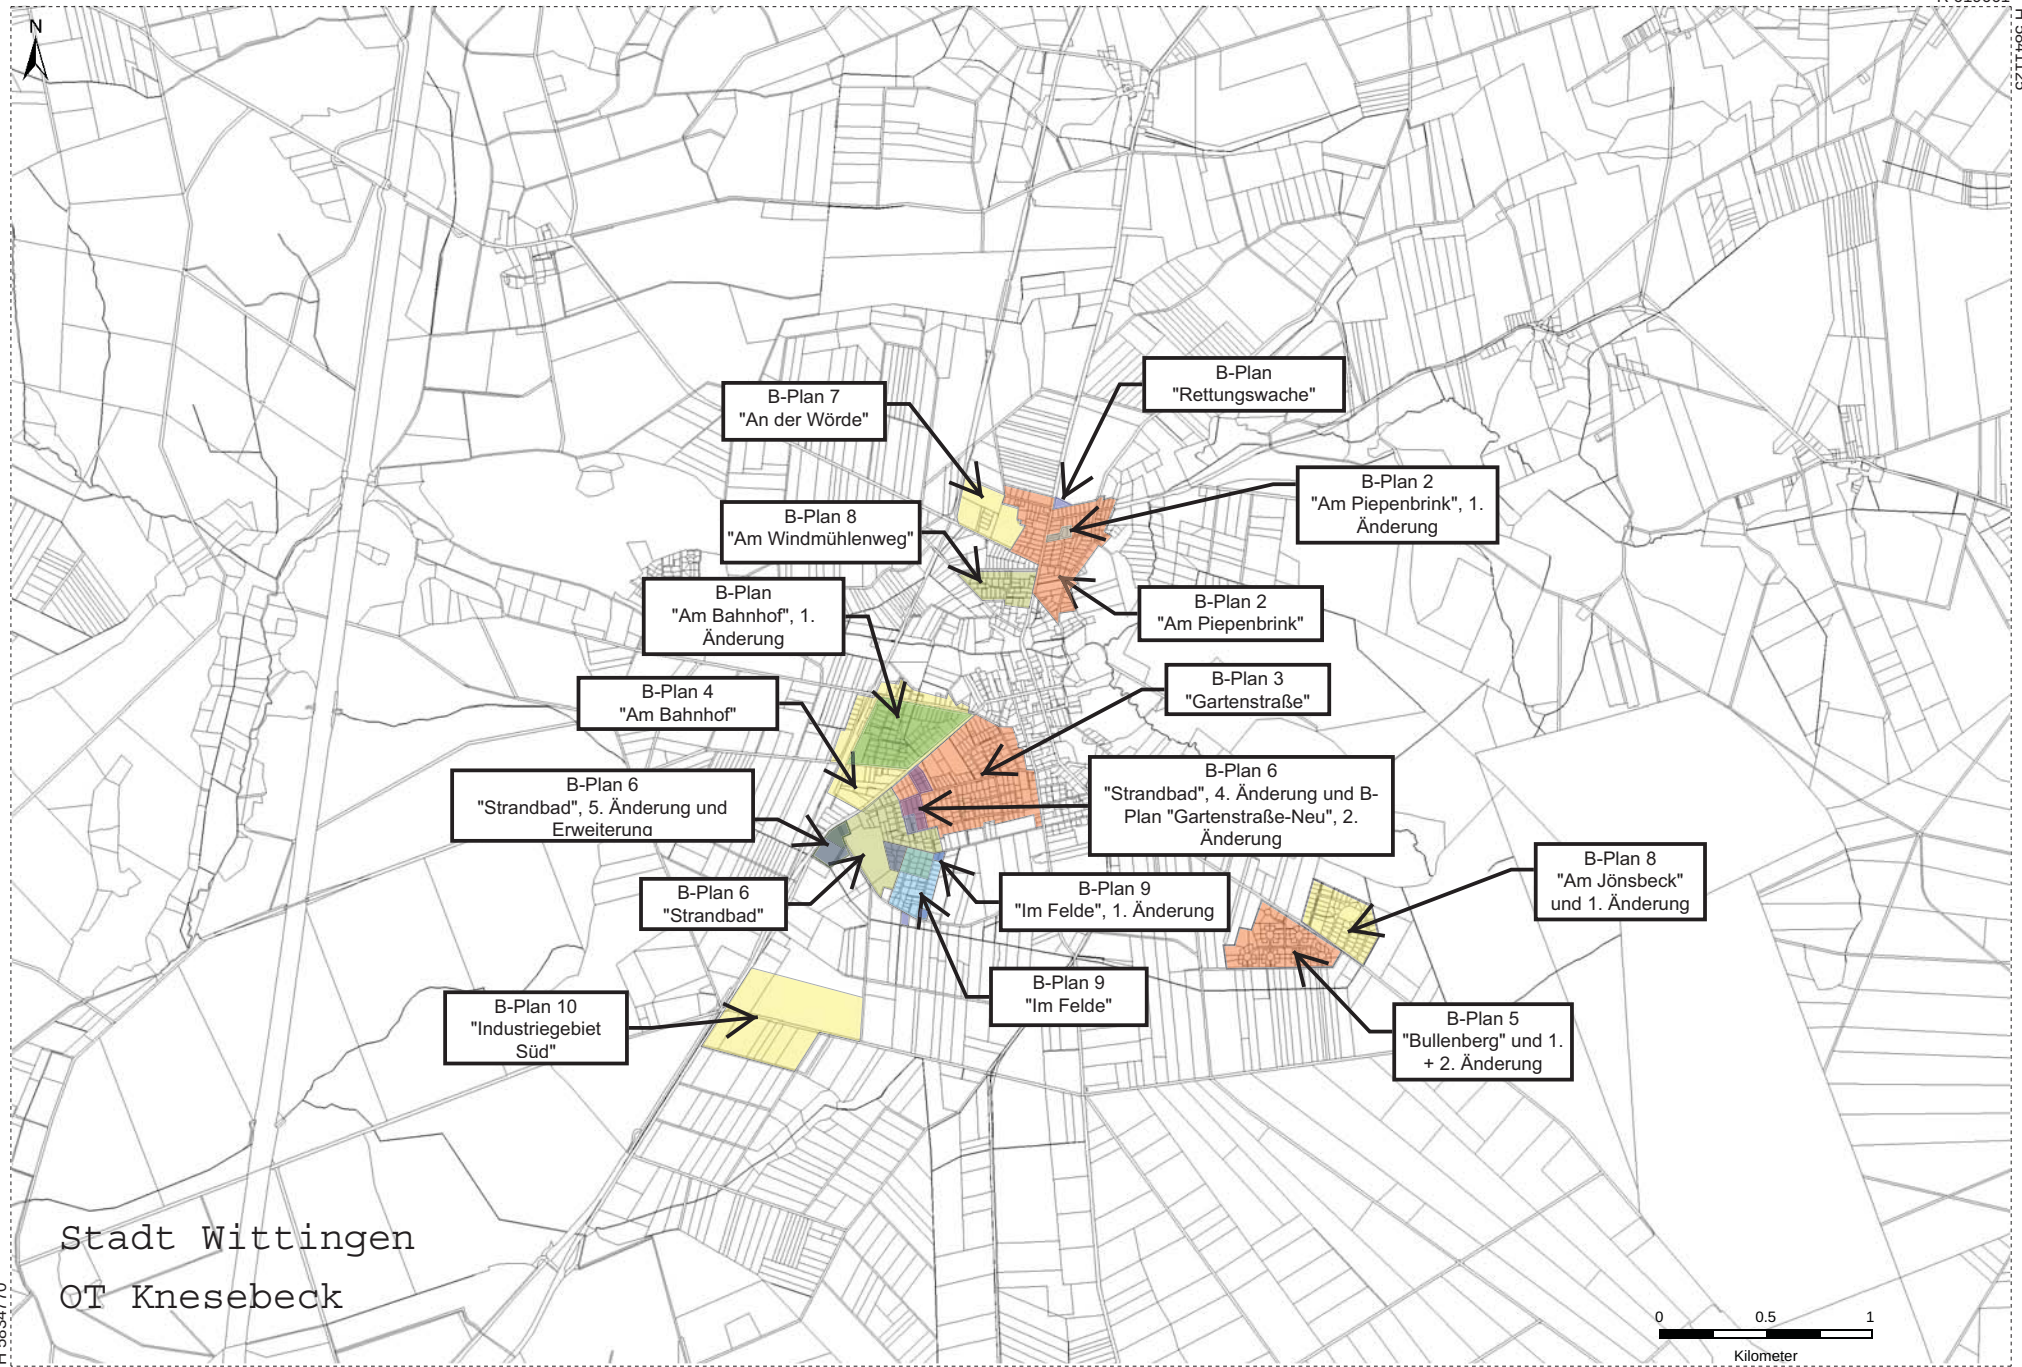 N
B-Plan
"Rettungswache"
B-Plan 7
"An der Wörde"
B-Plan 2
"Am Piepenbrink", 1.
Änderung
B-Plan 8
"Am Windmühlenweg"
B-Plan
"Am Bahnhof", 1.
Änderung
B-Plan 2
"Am Piepenbrink"
B-Plan 3
"Gartenstraße"
B-Plan 4
"Am Bahnhof"
B-Plan 6
"Strandbad", 4. Änderung und B-
Plan "Gartenstraße-Neu", 2.
Änderung
B-Plan 6
"Strandbad", 5. Änderung und
Erweiterung
B-Plan 8
"Am Jönsbeck"
und 1. Änderung
B-Plan 6
"Strandbad"
B-Plan 9
"Im Felde", 1. Änderung
B-Plan 9
"Im Felde"
B-Plan 10
"Industriegebiet
Süd"
B-Plan 5
"Bullenberg" und 1.
+ 2. Änderung
Stadt Wittingen
OT Knesebeck
0 0.5 1
Kilometer